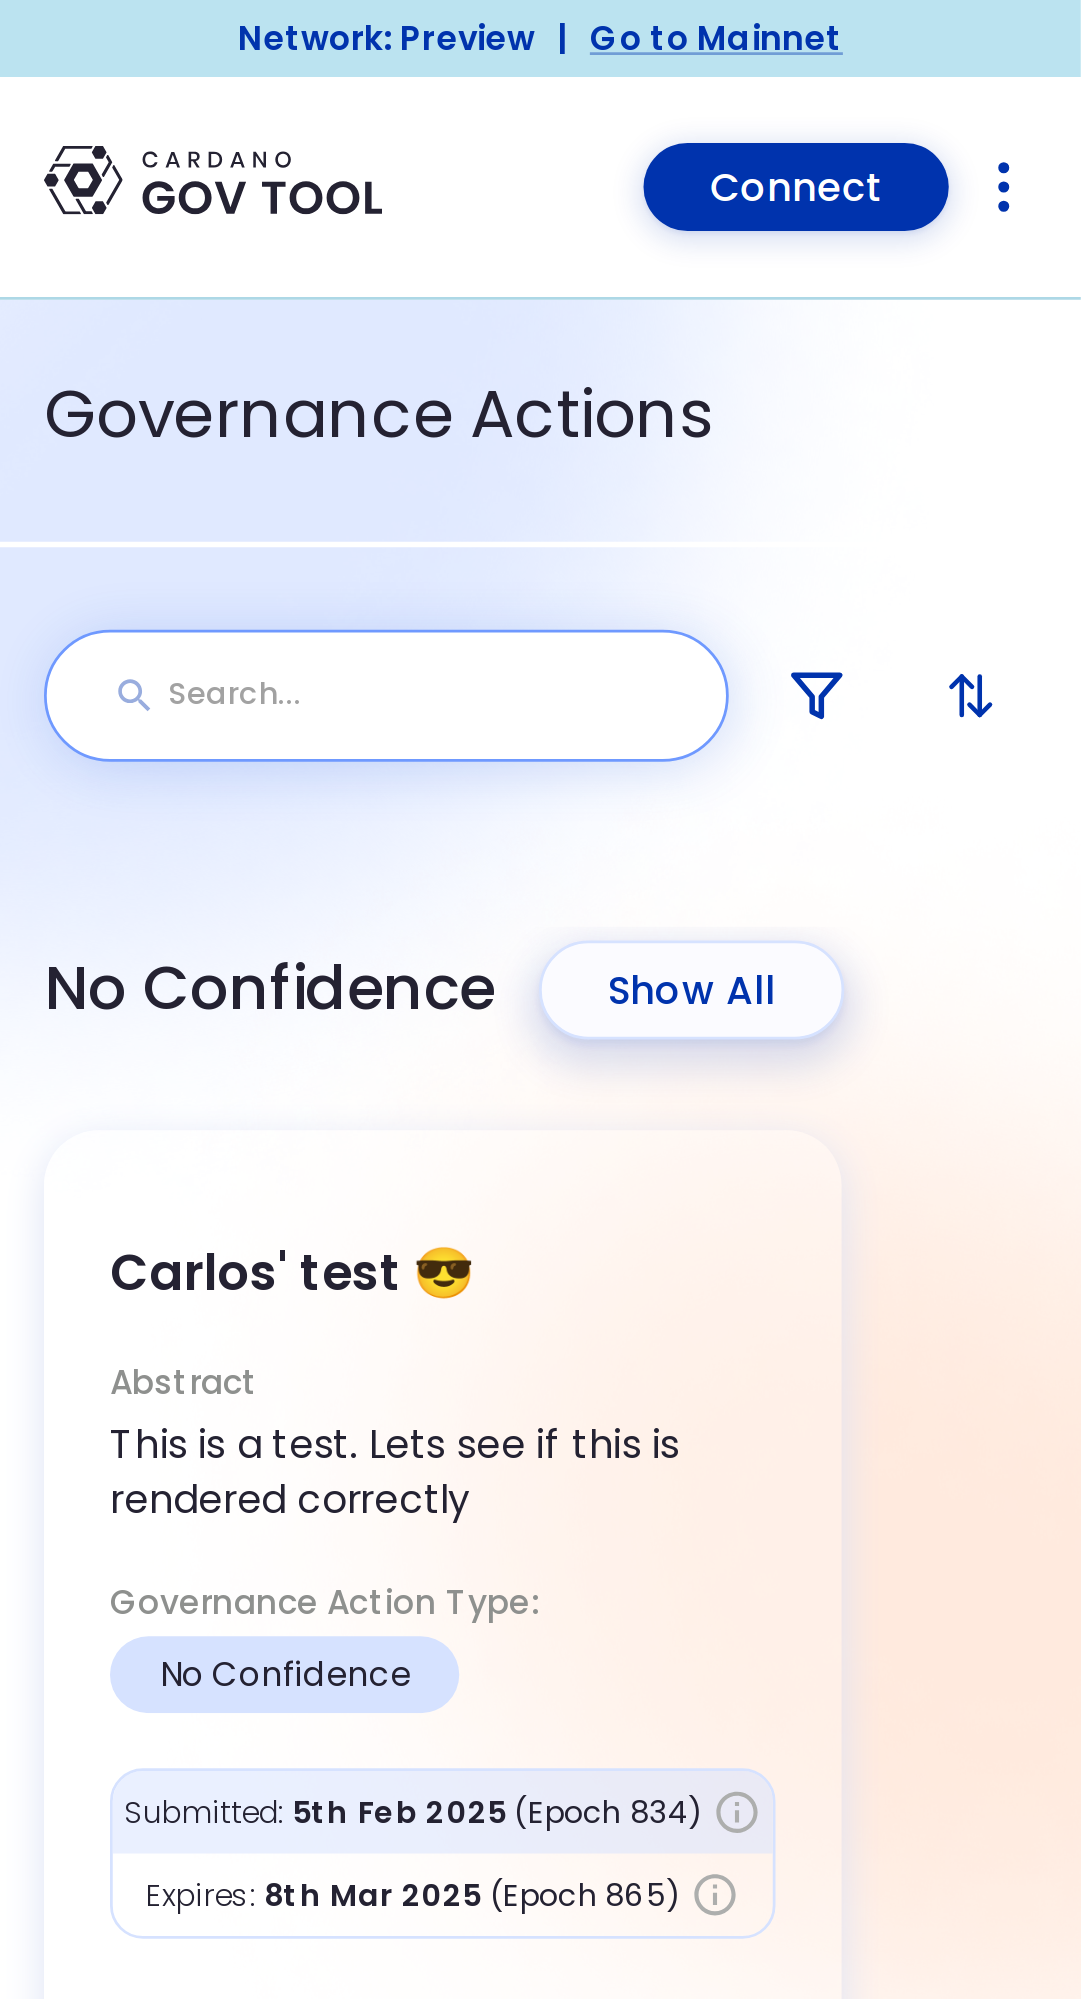 Network: Preview | Go to Mainnet
CARDANO
GOV TOOL
Connect
Governance Actions
Search...
No Confidence
Show All
Carlos' test 😎
Abstract
This is a test. Lets see if this is
rendered correctly
Governance Action Type:
No Confidence
Submitted: 5th Feb 2025 (Epoch 834)
Expires: 8th Mar 2025 (Epoch 865)